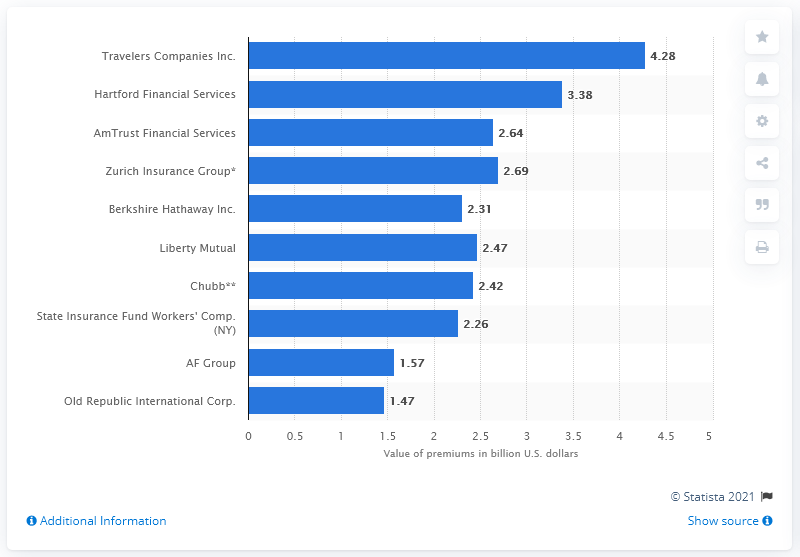 Travelers Companies Inc. 4.28
Hartford Financial Services 3.38
AmTrust Financial Services 2.64
Zurich Insurance Group* 2.69
Berkshire Hathaway Inc. 2.31
Liberty Mutual 2.47
Chubb** 2.42
State Insurance Fund Workers' Comp.
(NY) 2.26
AF Group 1.57
Old Republic International Corp. 1.47
0 0.5 1 1.5 2 2.5 3 3.5 4 4.5 5
Value of premiums in billion U.S. dollars
© Statista 2021
Additional Information
Show source